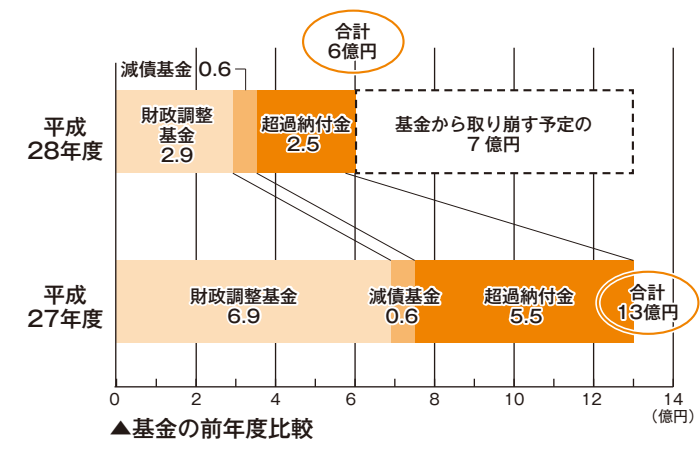 合計
6億円
減債基金 0.6
平成
28年度
財政調整
基金
2.9
超過納付金
2.5
基金から取り崩す予定の
7億円
平成
27年度
財政調整基金
6.9
減債基金
0.6
超過納付金
5.5
合計
13億円
0 2 4 6 8 10 12 14
（億円）
▲基金の前年度比較